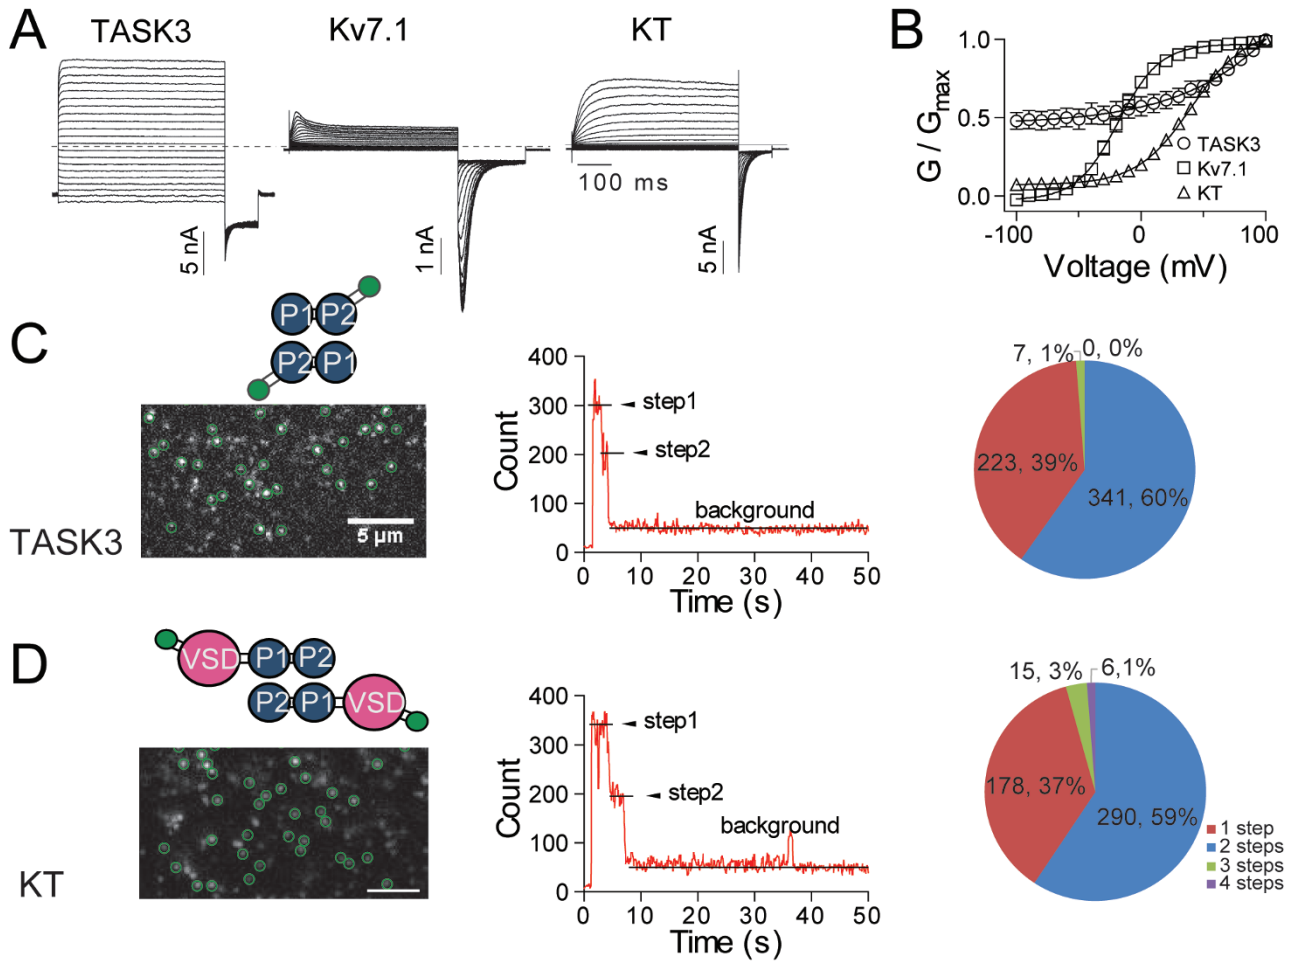 A
TASK3
Kv7.1
KT
5 nA
1 nA
100 ms
5 nA
B
G / Gmax
1.0
0.5
0.0
TASK3
Kv7.1
KT
-100
0
100
Voltage (mV)
C
P1 P2
P2 P1
TASK3
5 µm
Count
400
300
200
100
0
step1
step2
background
0 10 20 30 40 50
Time (s)
7, 1%
0, 0%
223, 39%
341, 60%
D
VSD P1 P2
P2 P1 VSD
KT
Count
400
300
200
100
0
step1
step2
background
0 10 20 30 40 50
Time (s)
15, 3%
6,1%
178, 37%
290, 59%
1 step
2 steps
3 steps
4 steps